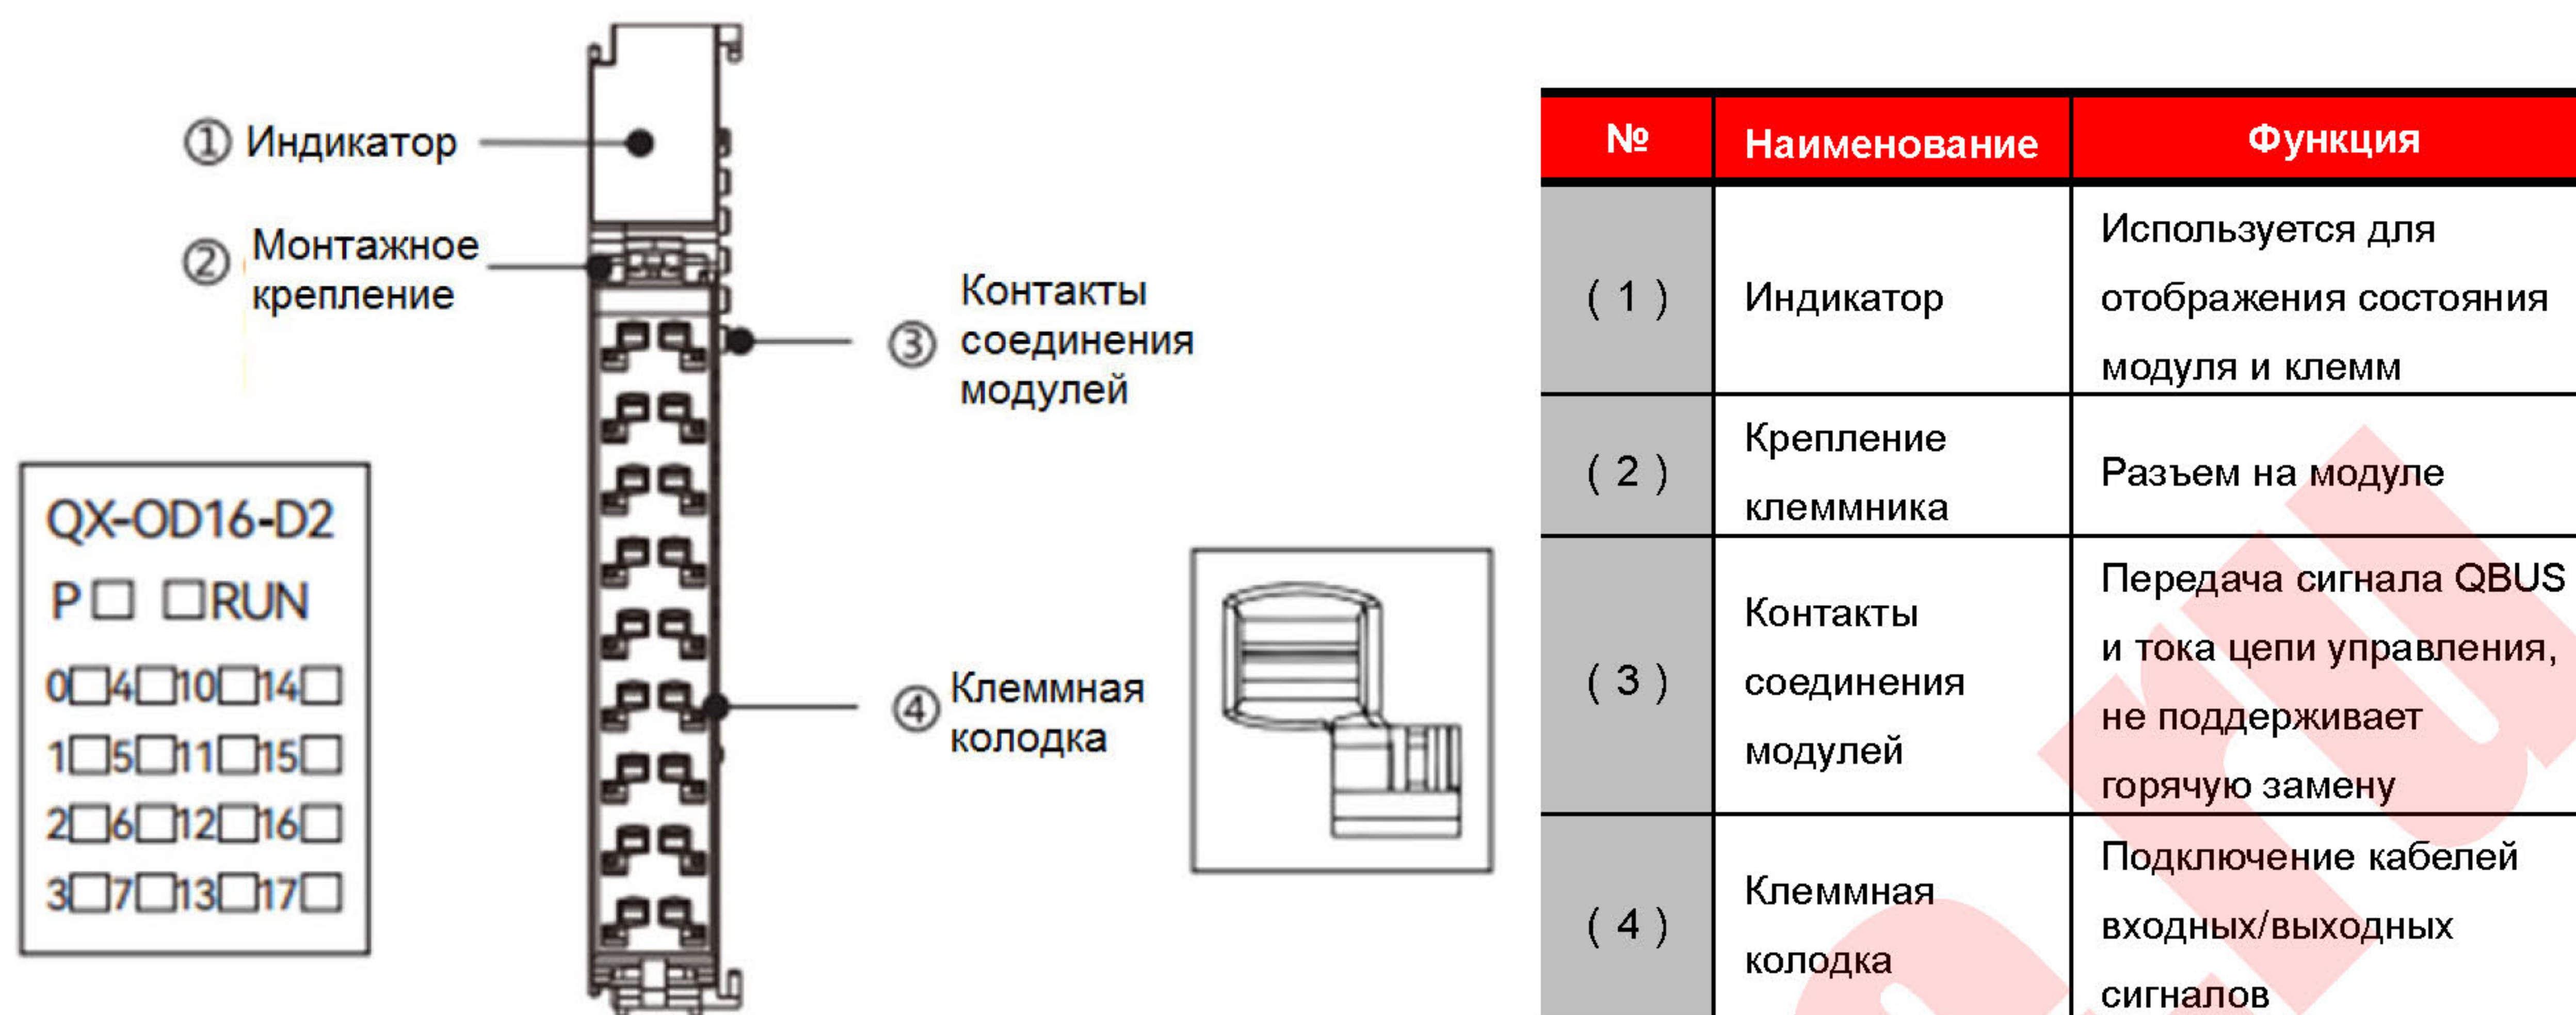 ① Индикатор
② Монтажное
крепление
③ Контакты
соединения
модулей
④ Клеммная
колодка
QX-OD16-D2
P □ □RUN
0□4□10□14□
1□5□11□15□
2□6□12□16□
3□7□13□17□
№ Наименование Функция
( 1 ) Индикатор Используется для
отображения состояния
модуля и клемм
( 2 ) Крепление
клеммника
Разъем на модуле
( 3 ) Контакты
соединения
модулей
Передача сигнала QBUS
и тока цепи управления,
не поддерживает
горячую замену
( 4 ) Клеммная
колодка
Подключение кабелей
входных/выходных
сигналов